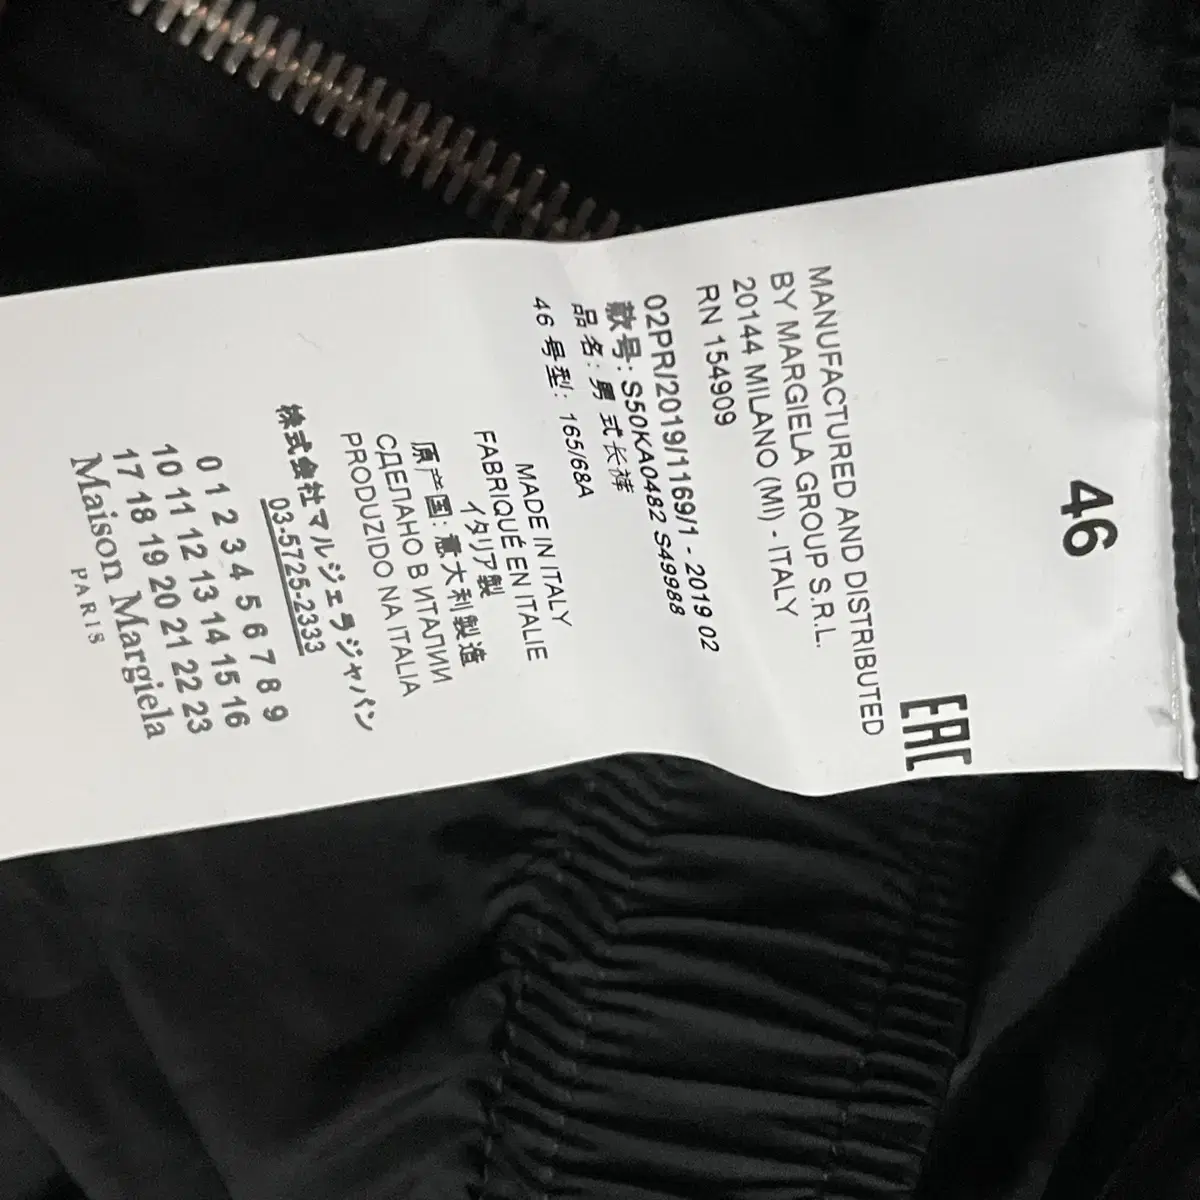 46
EAC
MANUFACTURED AND DISTRIBUTED
BY MARGIELA GROUP S.R.L.
20144 MILANO (MI) - ITALY
RN 154909
02PR/2019/1169/1 - 2019 02
款号: S50KA0482 S49988
品名: 男式长裤
46 号型: 165/68A
MADE IN ITALY
FABRIQUÉ EN ITALIE
イタリア製
原产国: 意大利製造
СДЕЛАНО В ИТАЛИИ
PRODUZIDO NA ITALIA
株式会社マルジェラジャパン
03-5725-2333
0 1 2 3 4 5 6 7 8 9
10 11 12 13 14 15 16
17 18 19 20 21 22 23
Maison Margiela
PARIS